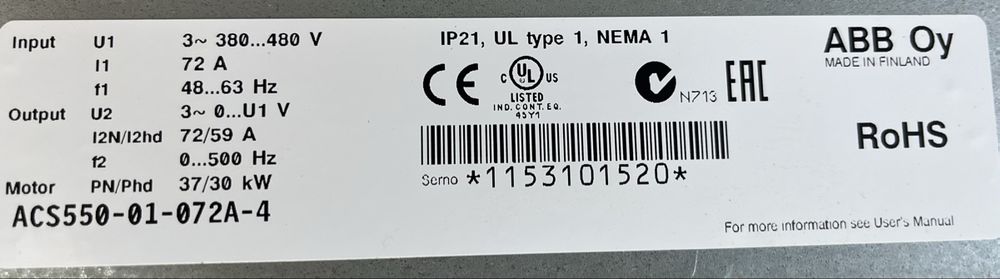 Input U1 3~ 380...480 V
I1 72 A
f1 48...63 Hz
Output U2 3~ 0...U1 V
I2N/I2hd 72/59 A
f2 0...500 Hz
Motor PN/Phd 37/30 kW
ACS550-01-072A-4
IP21, UL type 1, NEMA 1
CE
C UL US
LISTED
IND. CONT. EQ.
45Y1
N713
EAC
Serno *1153101520*
ABB Oy
MADE IN FINLAND
RoHS
For more information see User's Manual